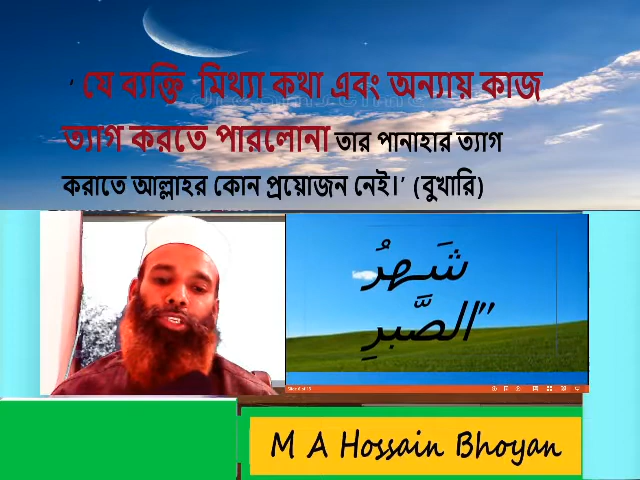 ‘ যে ব্যক্তি মিথ্যা কথা এবং অন্যায় কাজ
ত্যাগ করতে পারলোনা তার পানাহার ত্যাগ
করাতে আল্লাহর কোন প্রয়োজন নেই।’ (বুখারি)
شَهرُ
الصَّبرِ"
M A Hossain Bhoyan